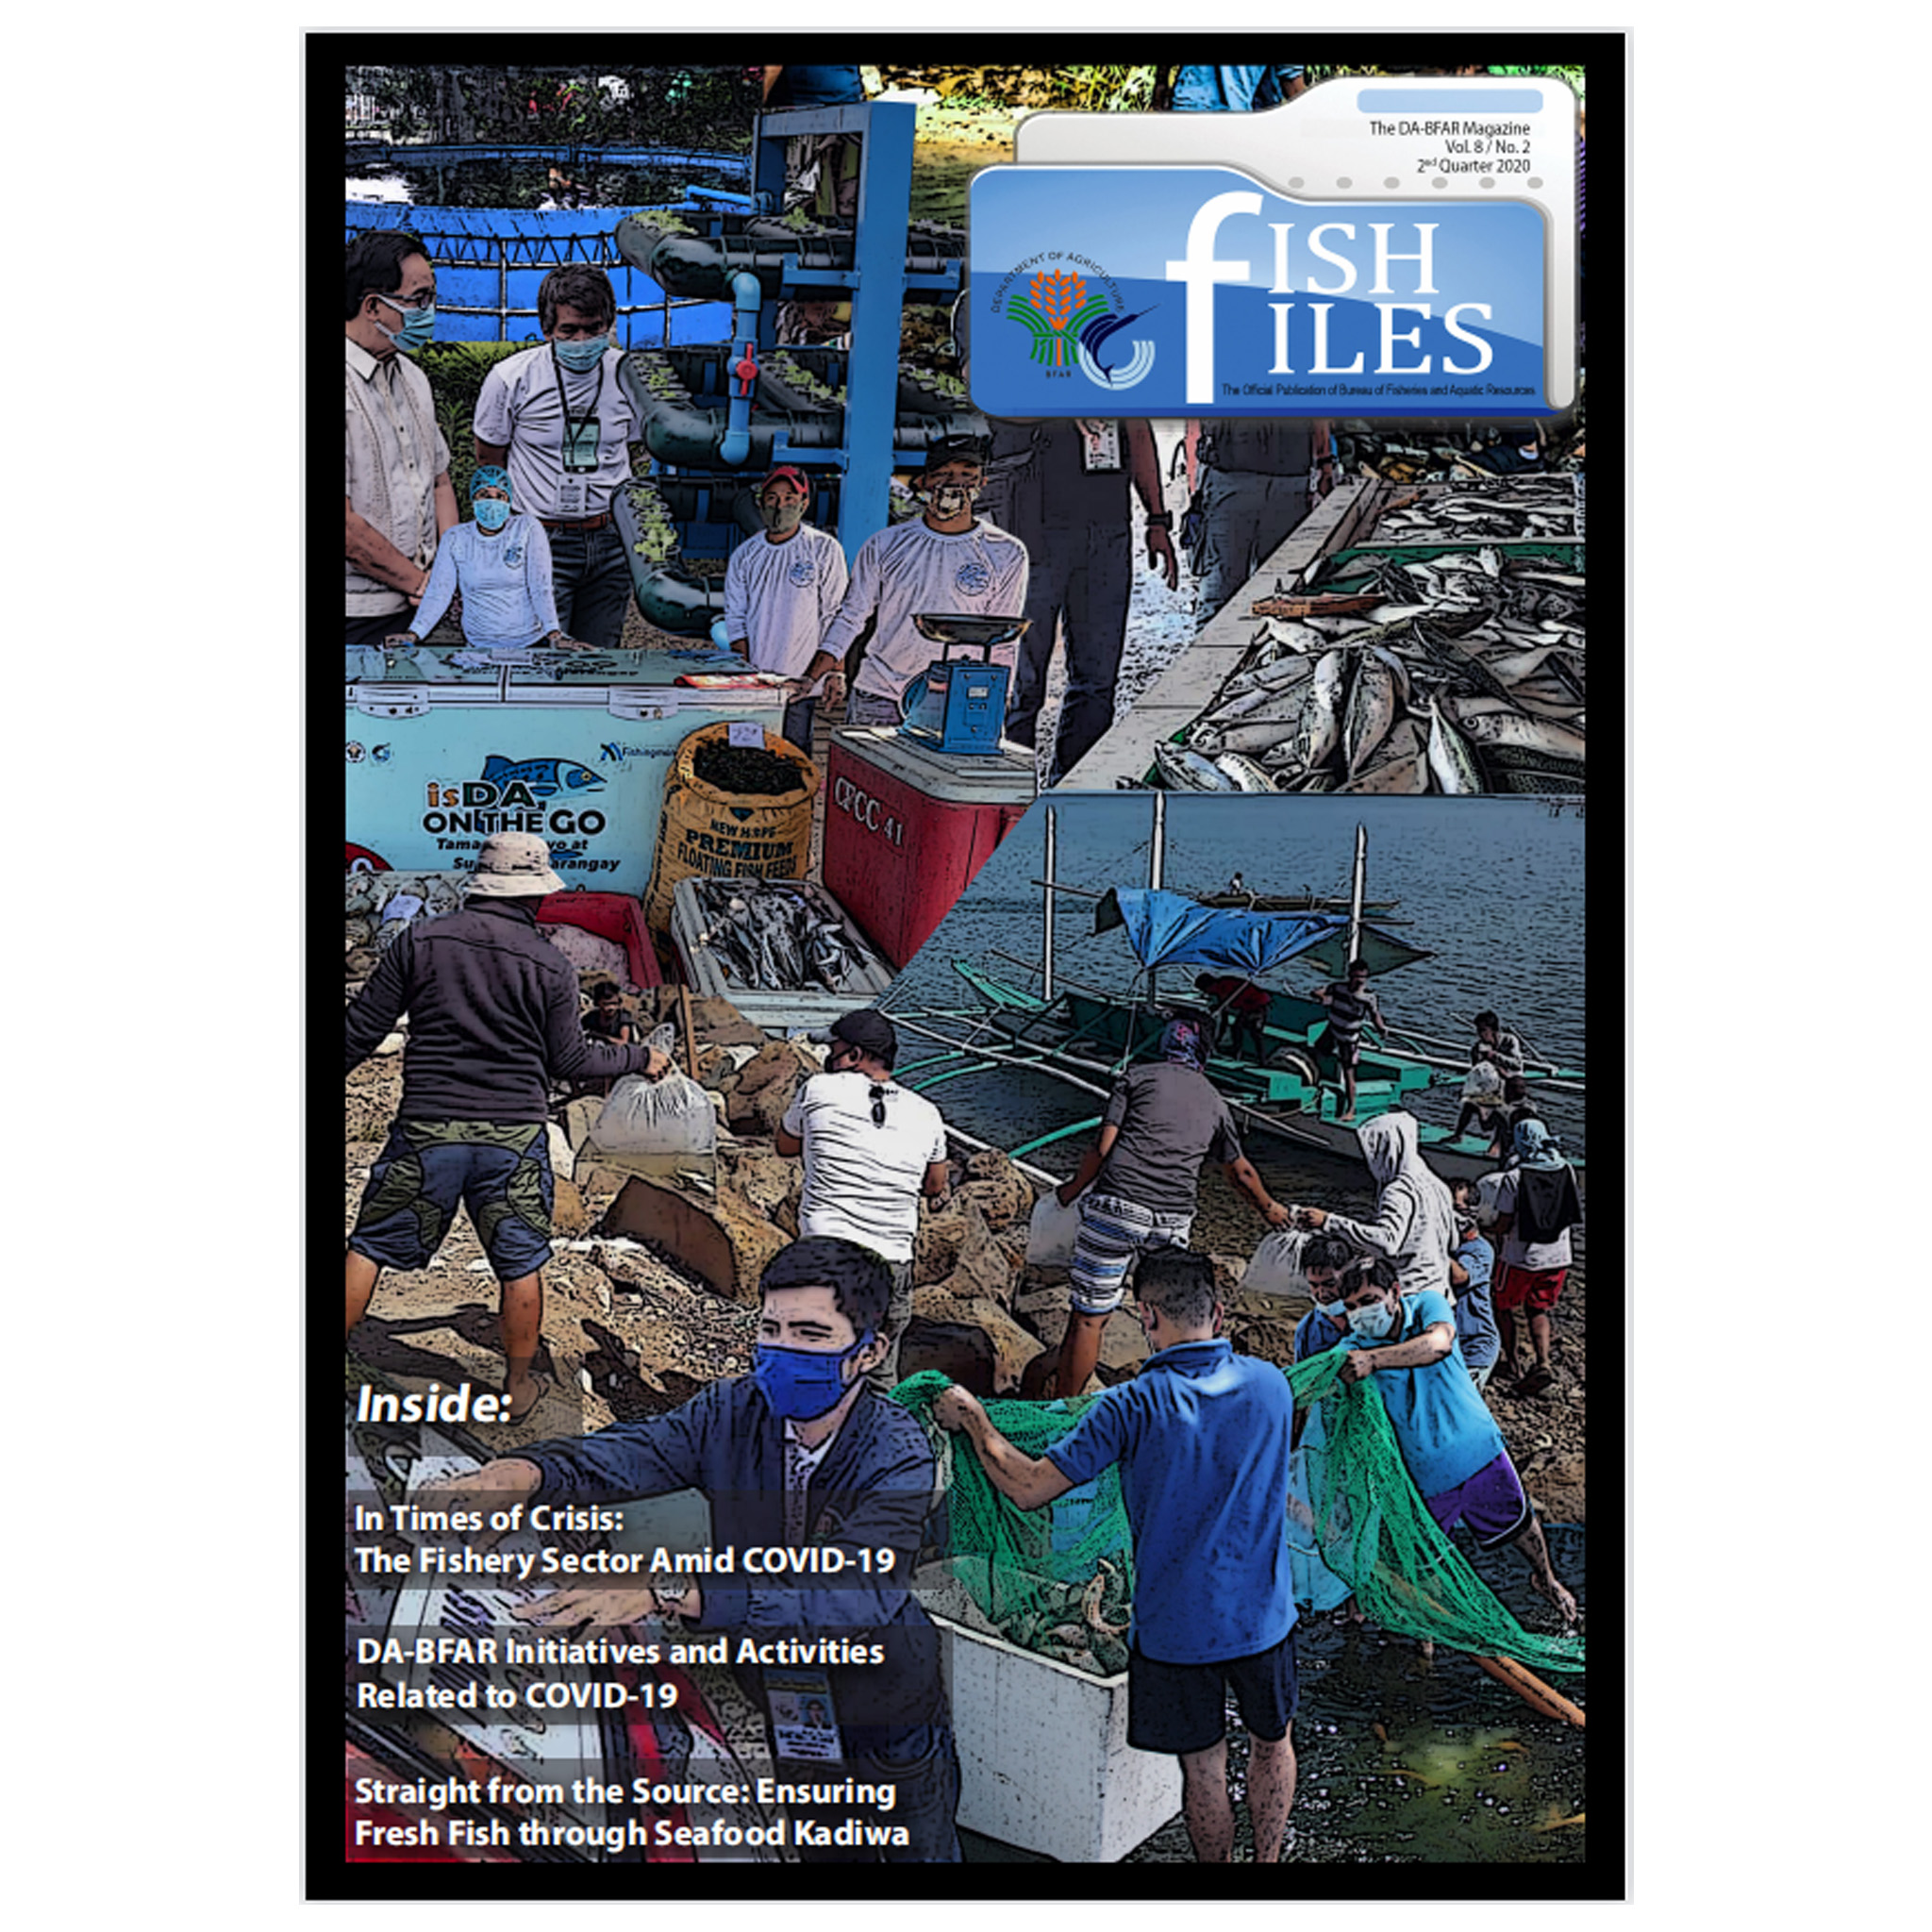 The DA-BFAR Magazine
Vol. 8 / No. 2
2nd Quarter 2020
fISH
fILES
DEPARTMENT OF AGRICULTURE
BFAR
The Official Publication of Bureau of Fisheries and Aquatic Resources
isDA,
ON THE GO
CFCC 41
NEW HOPE
PREMIUM
FLOATING FISH FEEDS
Inside:
In Times of Crisis:
The Fishery Sector Amid COVID-19
DA-BFAR Initiatives and Activities
Related to COVID-19
Straight from the Source: Ensuring
Fresh Fish through Seafood Kadiwa